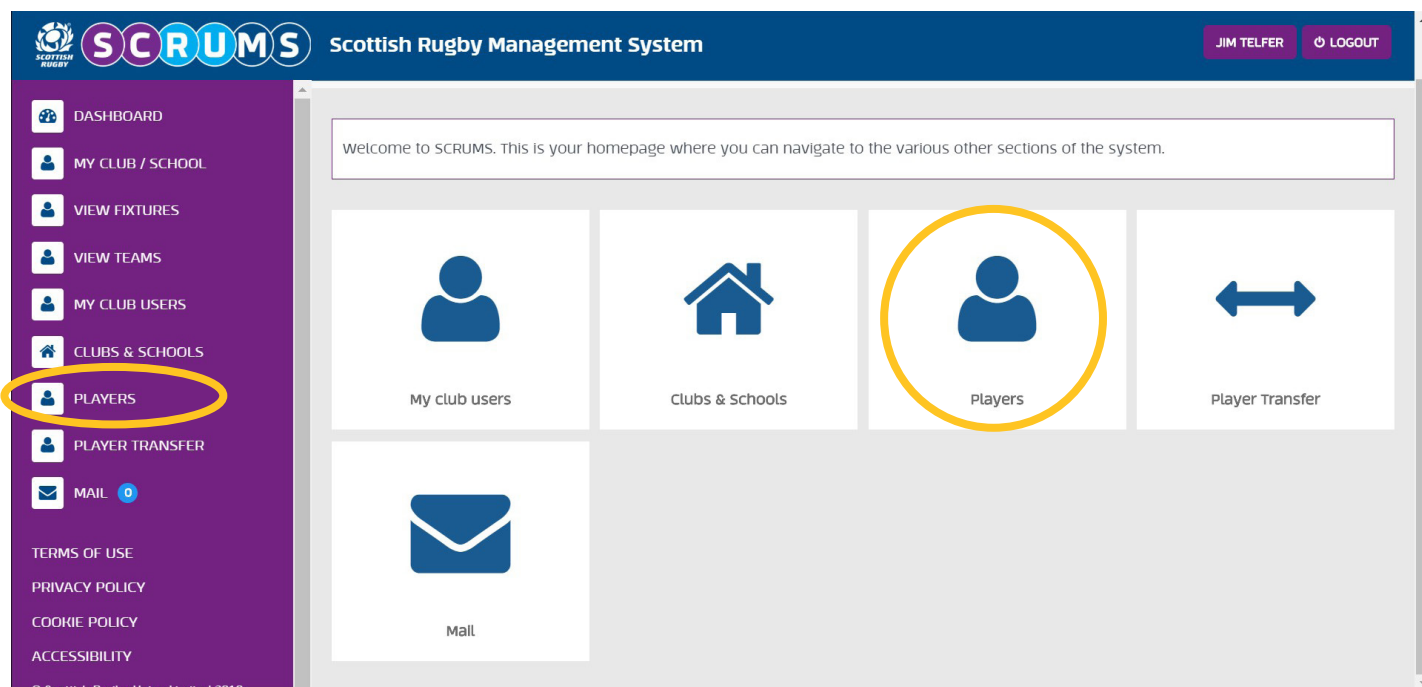 SCOTTISH
RUGBY
SCRUMS
Scottish Rugby Management System
JIM TELFER
LOGOUT
DASHBOARD
MY CLUB / SCHOOL
VIEW FIXTURES
VIEW TEAMS
MY CLUB USERS
CLUBS & SCHOOLS
PLAYERS
PLAYER TRANSFER
MAIL 0
TERMS OF USE
PRIVACY POLICY
COOKIE POLICY
ACCESSIBILITY
Welcome to SCRUMS. This is your homepage where you can navigate to the various other sections of the system.
My club users
Clubs & Schools
Players
Player Transfer
Mail